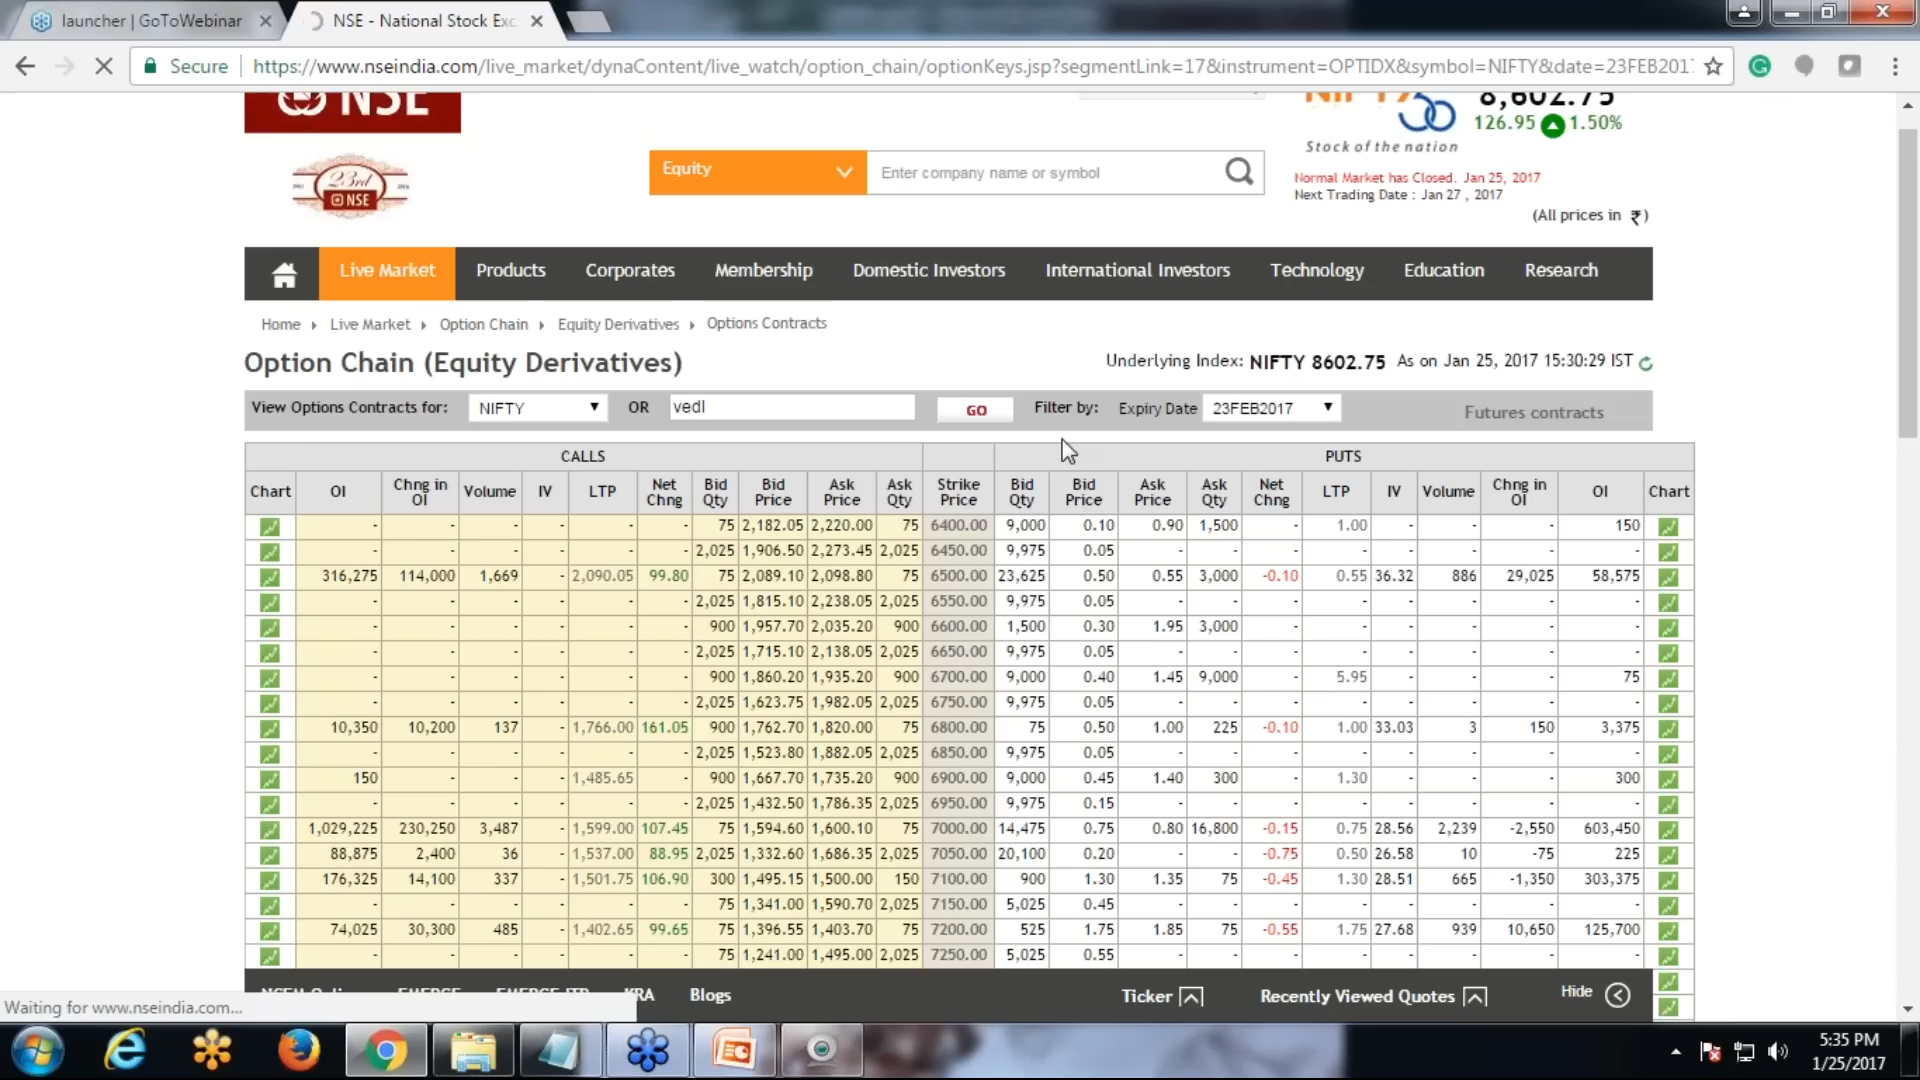 launcher | GoToWebinar
NSE - National Stock Exc
Secure
https://www.nseindia.com/live_market/dynaContent/live_watch/option_chain/optionKeys.jsp?segmentLink=17&instrument=OPTIDX&symbol=NIFTY&date=23FEB2017
NSE
NIFTY 50
8,602.75
126.95 1.50%
Stock of the nation
Equity
Enter company name or symbol
Normal Market has Closed. Jan 25, 2017
Next Trading Date : Jan 27 , 2017
(All prices in ₹)
23rd
NSE
Live Market Products Corporates Membership Domestic Investors International Investors Technology Education Research
Home Live Market Option Chain Equity Derivatives Options Contracts
Option Chain (Equity Derivatives)
Underlying Index: NIFTY 8602.75 As on Jan 25, 2017 15:30:29 IST
View Options Contracts for: NIFTY OR vedl GO Filter by: Expiry Date 23FEB2017 Futures contracts
CALLS PUTS
Chart OI Chng in OI Volume IV LTP Net Chng Bid Qty Bid Price Ask Price Ask Qty Strike Price Bid Qty Bid Price Ask Price Ask Qty Net Chng LTP IV Volume Chng in OI OI Chart
- - - - - - 75 2,182.05 2,220.00 75 6400.00 9,000 0.10 0.90 1,500 - 1.00 - - - 150
- - - - - - 2,025 1,906.50 2,273.45 2,025 6450.00 9,975 0.05 - - - - - - - -
316,275 114,000 1,669 - 2,090.05 99.80 75 2,089.10 2,098.80 75 6500.00 23,625 0.50 0.55 3,000 -0.10 0.55 36.32 886 29,025 58,575
- - - - - - 2,025 1,815.10 2,238.05 2,025 6550.00 9,975 0.05 - - - - - - - -
- - - - - - 900 1,957.70 2,035.20 900 6600.00 1,500 0.30 1.95 3,000 - - - - - -
- - - - - - 2,025 1,715.10 2,138.05 2,025 6650.00 9,975 0.05 - - - - - - - -
- - - - - - 900 1,860.20 1,935.20 900 6700.00 9,000 0.40 1.45 9,000 - 5.95 - - - 75
- - - - - - 2,025 1,623.75 1,982.05 2,025 6750.00 9,975 0.05 - - - - - - - -
10,350 10,200 137 - 1,766.00 161.05 900 1,762.70 1,820.00 75 6800.00 75 0.50 1.00 225 -0.10 1.00 33.03 3 150 3,375
- - - - - - 2,025 1,523.80 1,882.05 2,025 6850.00 9,975 0.05 - - - - - - - -
150 - - - 1,485.65 - 900 1,667.70 1,735.20 900 6900.00 9,000 0.45 1.40 300 - 1.30 - - - 300
- - - - - - 2,025 1,432.50 1,786.35 2,025 6950.00 9,975 0.15 - - - - - - - -
1,029,225 230,250 3,487 - 1,599.00 107.45 75 1,594.60 1,600.10 75 7000.00 14,475 0.75 0.80 16,800 -0.15 0.75 28.56 2,239 -2,550 603,450
88,875 2,400 36 - 1,537.00 88.95 2,025 1,332.60 1,686.35 2,025 7050.00 20,100 0.20 - - -0.75 0.50 26.58 10 -75 225
176,325 14,100 337 - 1,501.75 106.90 300 1,495.15 1,500.00 150 7100.00 900 1.30 1.35 75 -0.45 1.30 28.51 665 -1,350 303,375
- - - - - - 75 1,341.00 1,590.70 2,025 7150.00 5,025 0.45 - - - - - - - -
74,025 30,300 485 - 1,402.65 99.65 75 1,396.55 1,403.70 75 7200.00 525 1.75 1.85 75 -0.55 1.75 27.68 939 10,650 125,700
- - - - - - 75 1,241.00 1,495.00 2,025 7250.00 5,025 0.55 - - - - - - - -
Blogs Ticker Recently Viewed Quotes Hide
Waiting for www.nseindia.com...
5:35 PM
1/25/2017